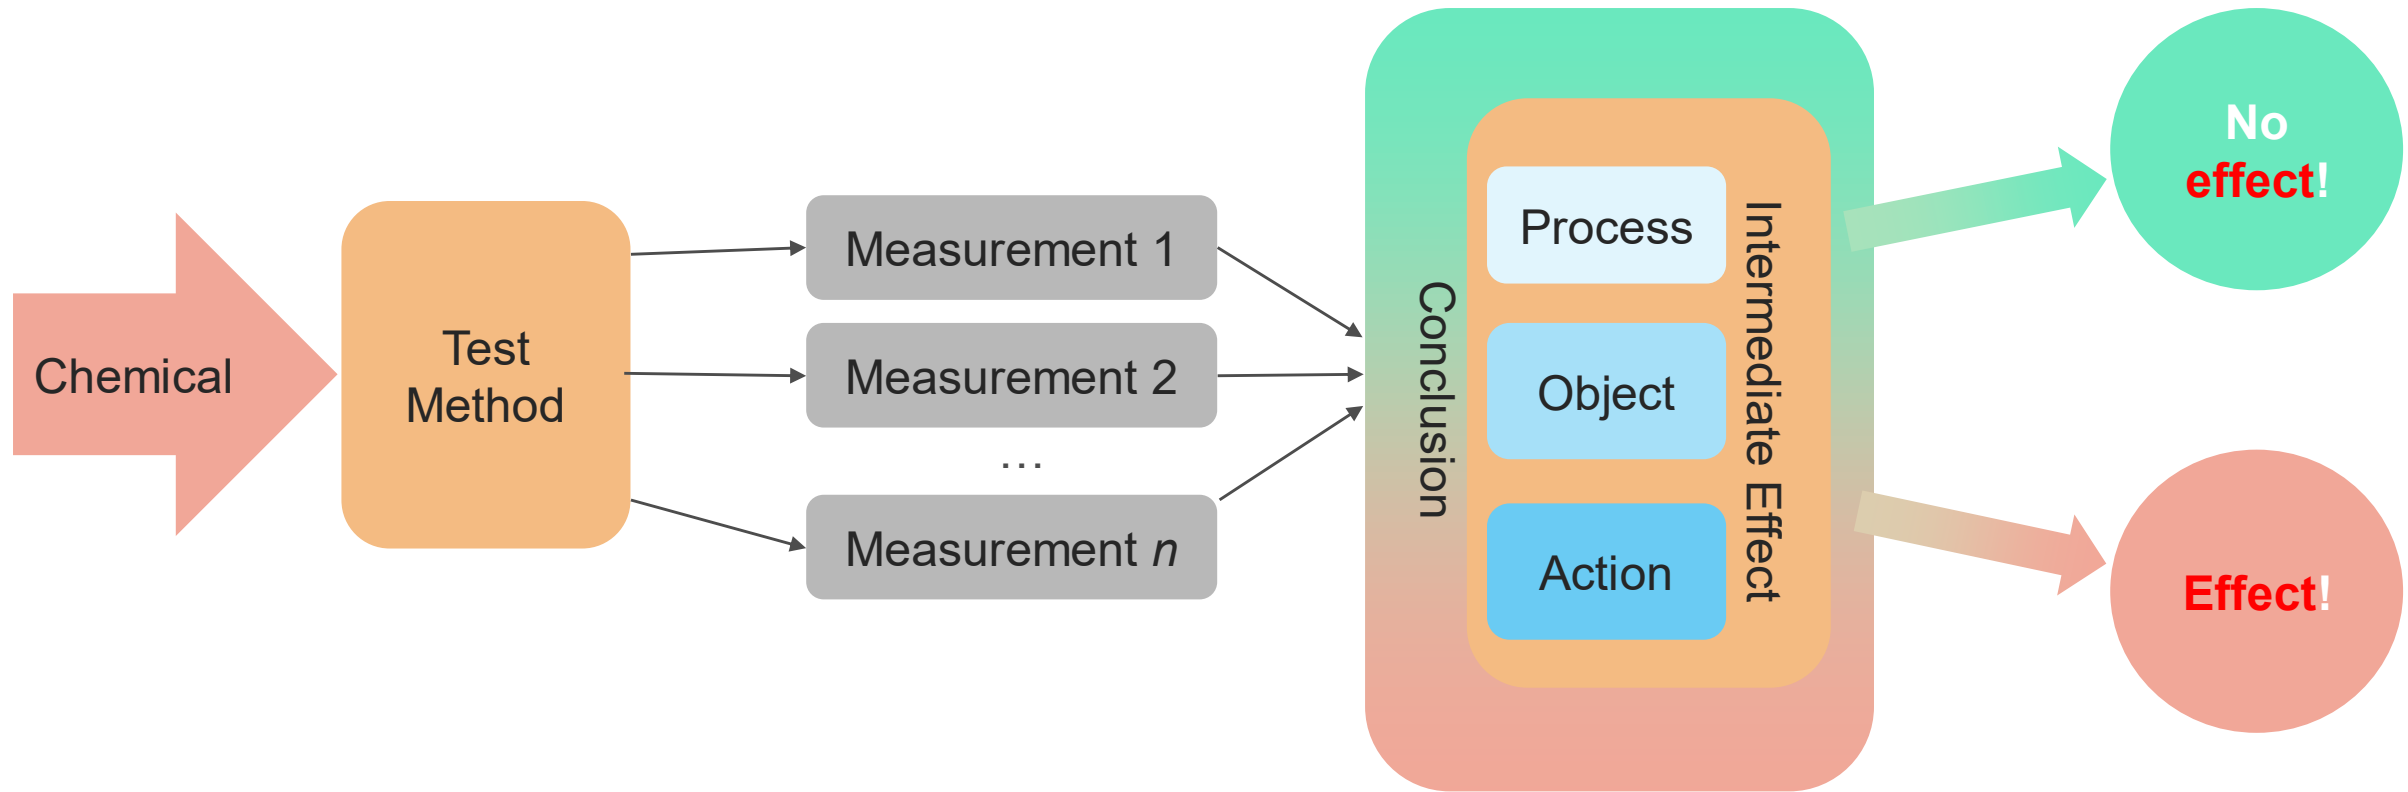 Chemical
Test
Method
Measurement 1
Measurement 2
...
Measurement n
Conclusion
Process
Object
Action
Intermediate Effect
No
effect!
Effect!